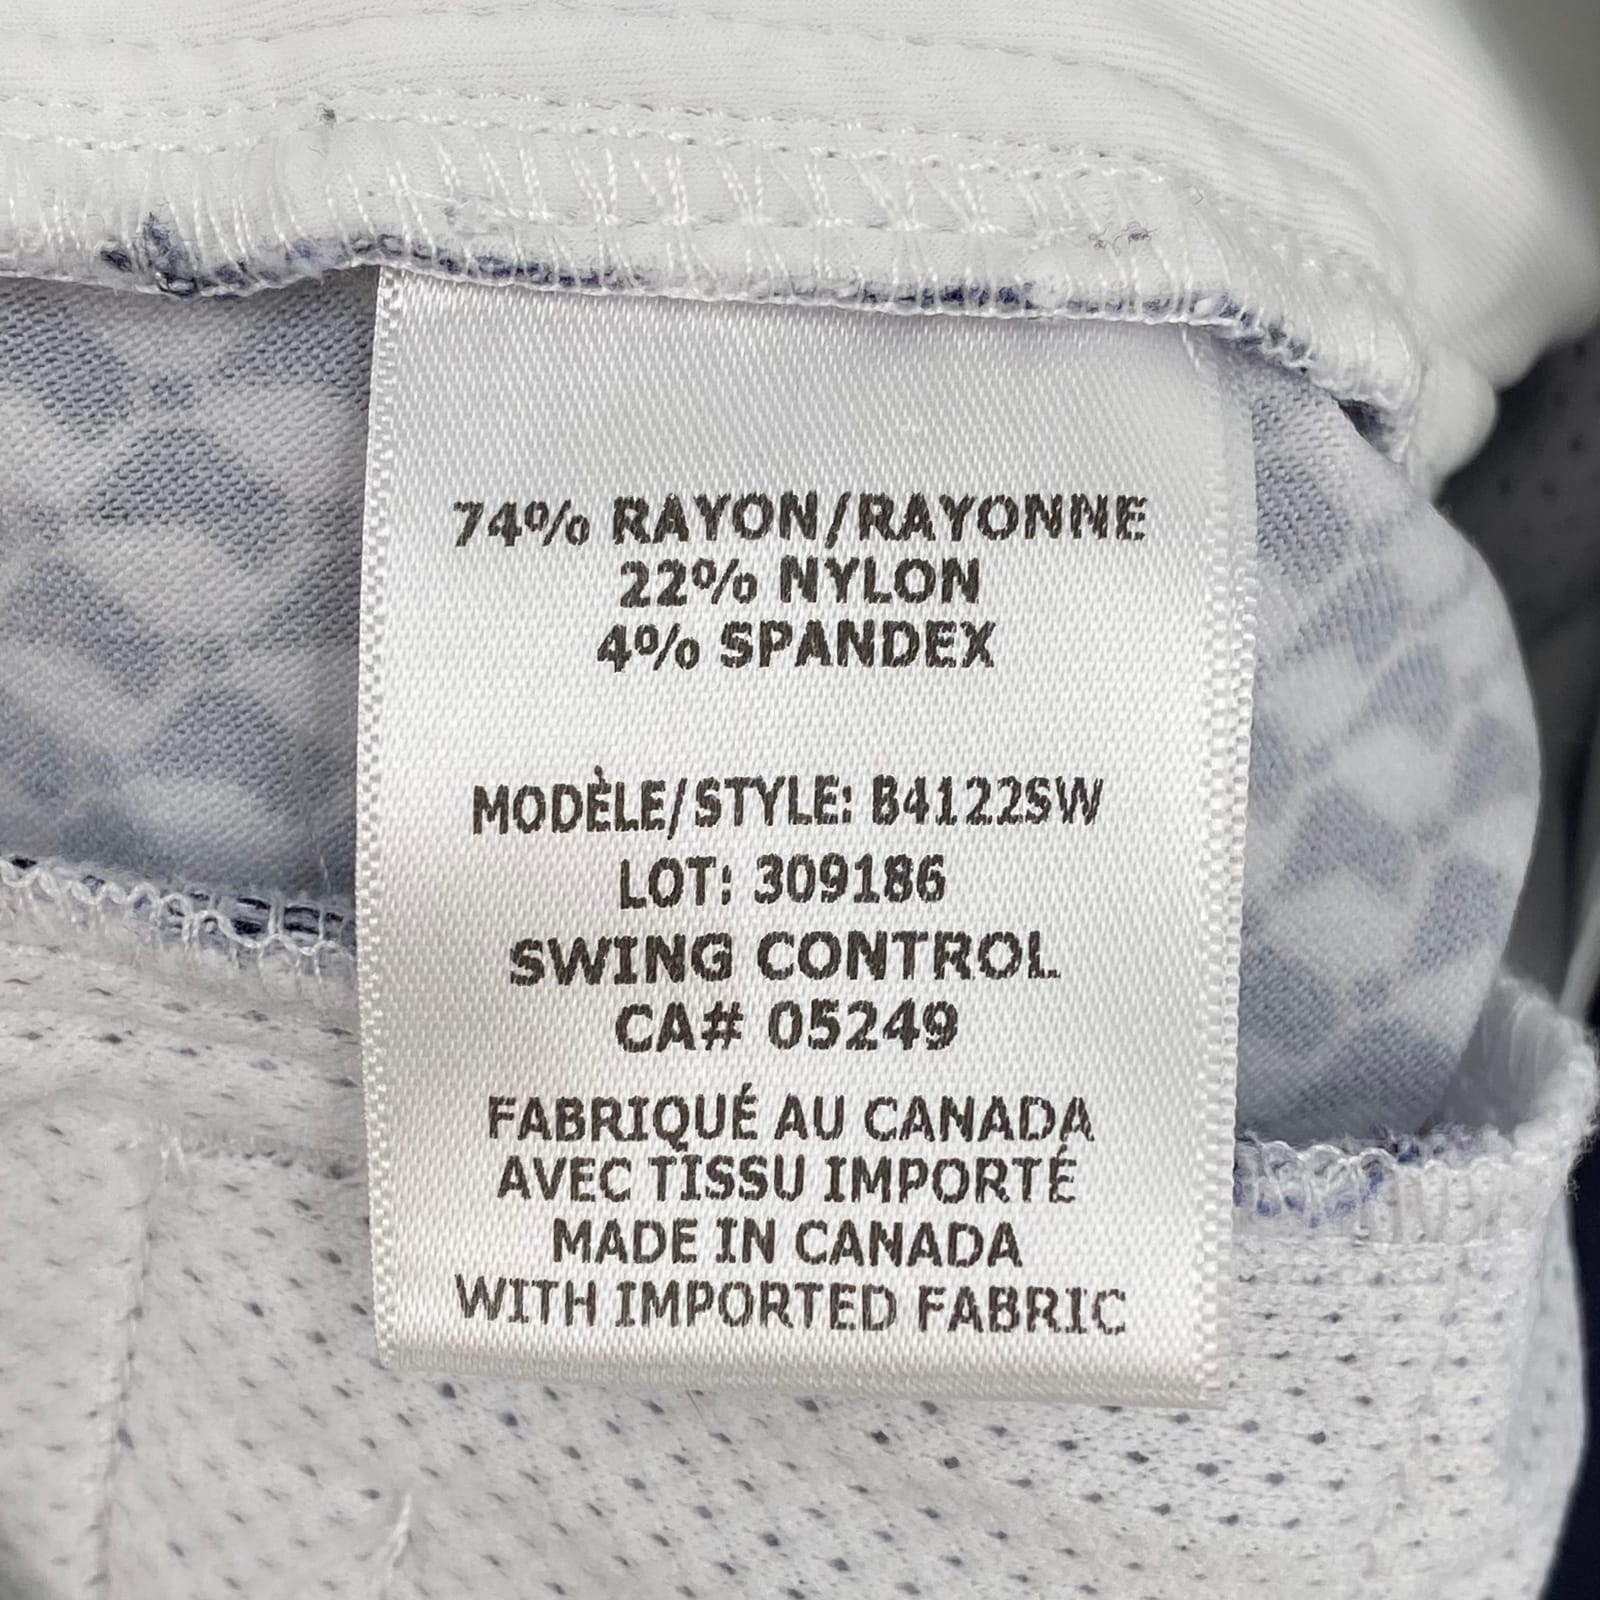 74% RAYON/RAYONNE
22% NYLON
4% SPANDEX
MODÈLE/STYLE: B4122SW
LOT: 309186
SWING CONTROL
CA# 05249
FABRIQUÉ AU CANADA
AVEC TISSU IMPORTÉ
MADE IN CANADA
WITH IMPORTED FABRIC